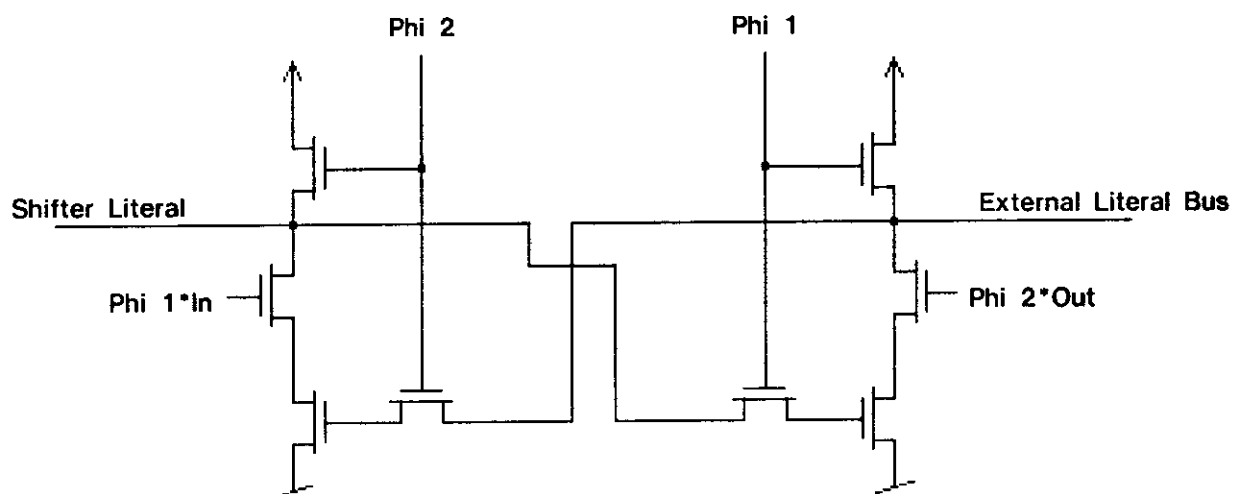 Phi 2
Phi 1
Shifter Literal
External Literal Bus
Phi 1*In
Phi 2*Out